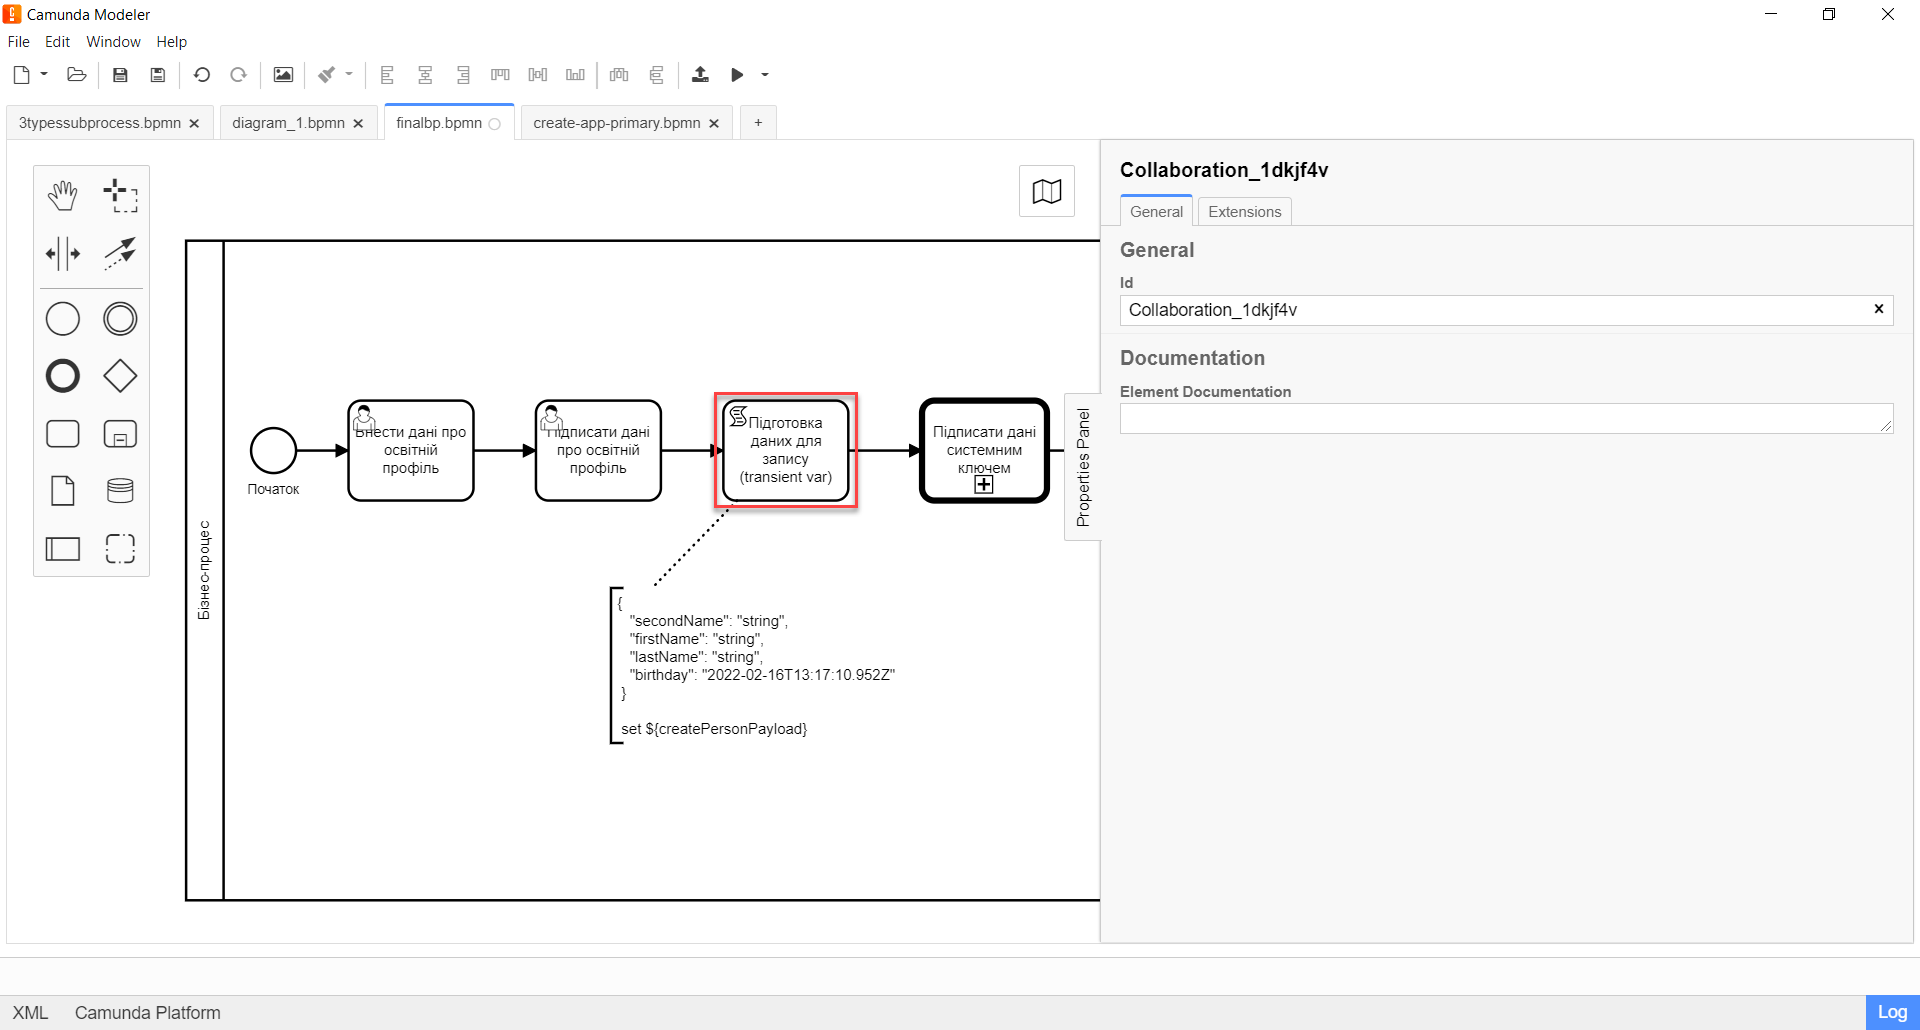 Camunda Modeler
File Edit Window Help
3typessubprocess.bpmn
diagram_1.bpmn
finalbp.bpmn
create-app-primary.bpmn
+
Бізнес-процес
Початок
Внести дані про
освітній
профіль
Підписати дані
про освітній
профіль
Підготовка
даних для
запису
(transient var)
Підписати дані
системним
ключем
{
"secondName": "string",
"firstName": "string",
"lastName": "string",
"birthday": "2022-02-16T13:17:10.952Z"
}
set ${createPersonPayload}
Properties Panel
Collaboration_1dkjf4v
General
Extensions
General
Id
Collaboration_1dkjf4v
Documentation
Element Documentation
XML
Camunda Platform
Log